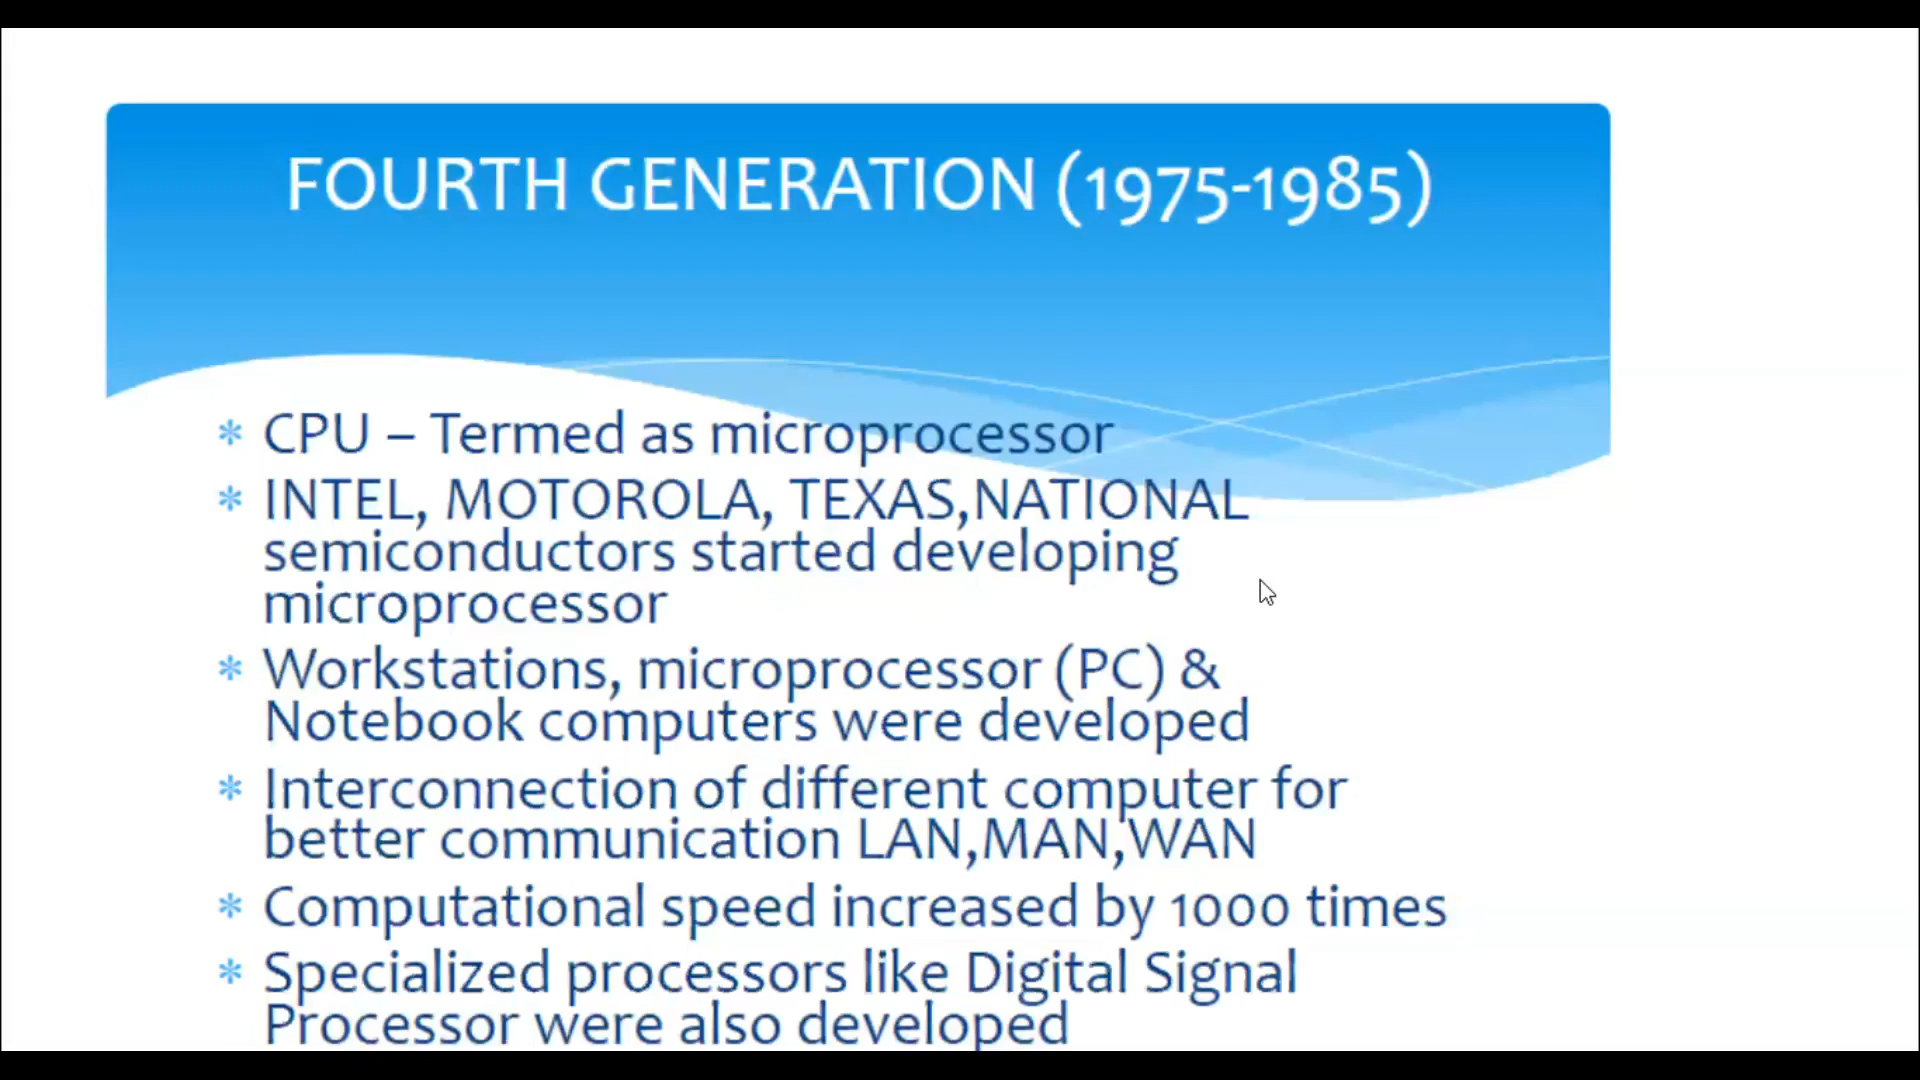 FOURTH GENERATION (1975-1985)
* CPU – Termed as microprocessor
* INTEL, MOTOROLA, TEXAS,NATIONAL
semiconductors started developing
microprocessor
* Workstations, microprocessor (PC) &
Notebook computers were developed
* Interconnection of different computer for
better communication LAN,MAN,WAN
* Computational speed increased by 1000 times
* Specialized processors like Digital Signal
Processor were also developed